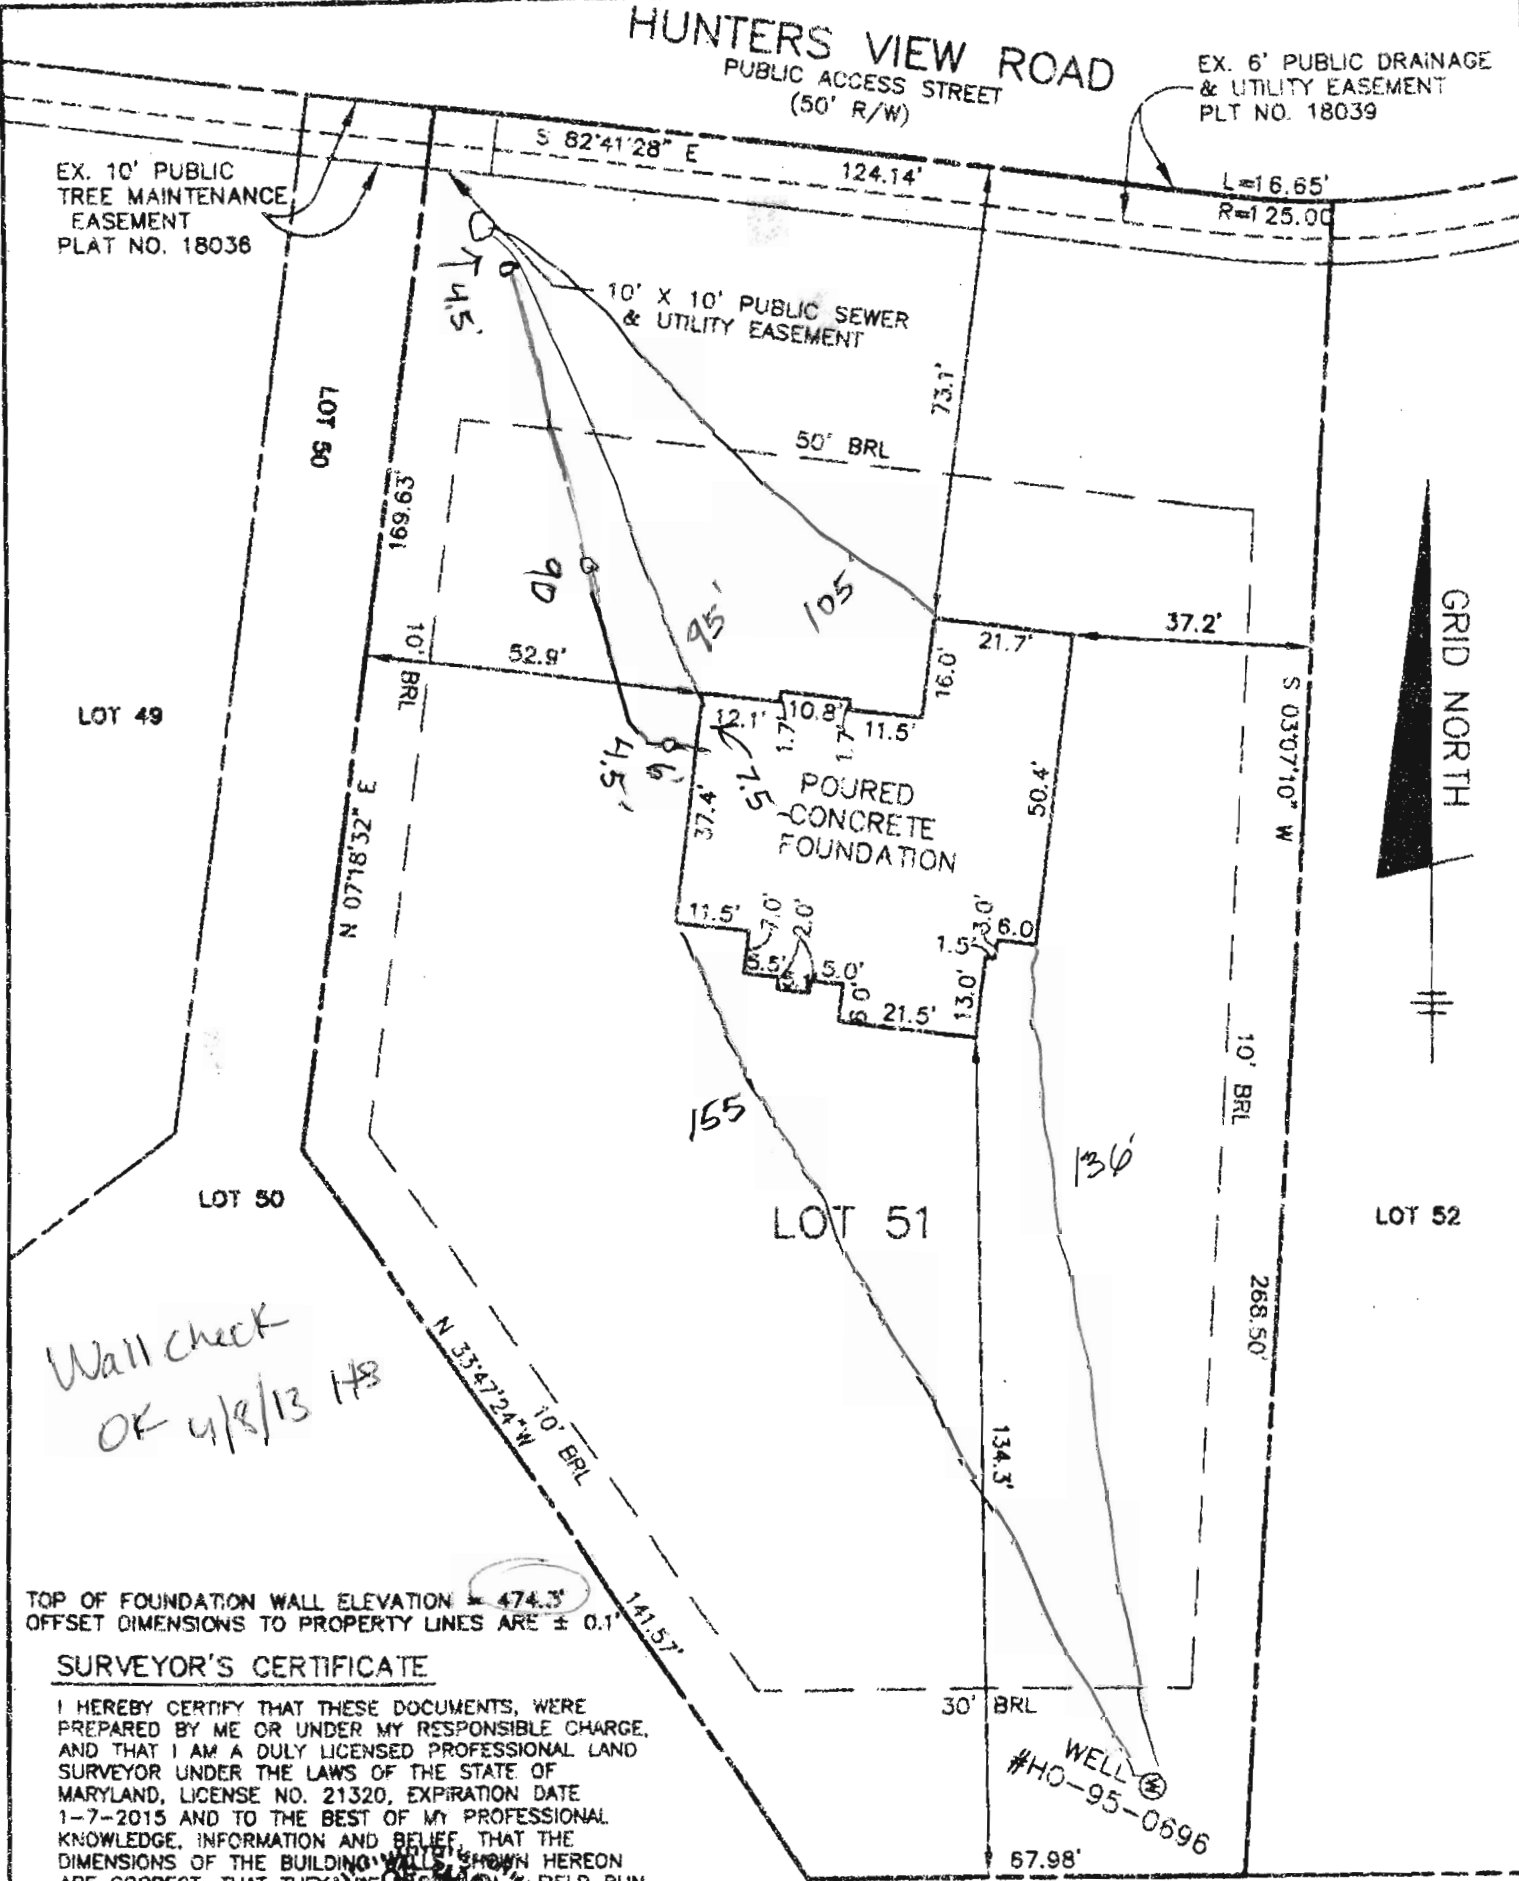 HUNTERS VIEW ROAD
PUBLIC ACCESS STREET
(50' R/W)
EX. 6' PUBLIC DRAINAGE
& UTILITY EASEMENT
PLT NO. 18039
S 82°41'28" E
124.14'
L=16.65'
R=125.00
EX. 10' PUBLIC
TREE MAINTENANCE
EASEMENT
PLAT NO. 18036
4.5'
10' X 10' PUBLIC SEWER
& UTILITY EASEMENT
73.1'
LOT 50
169.63'
50' BRL
90
95'
105'
10' BRL
52.9'
21.7'
37.2'
16.0'
GRID NORTH
LOT 49
12.1'
10.8'
11.5'
1.7'
1.7'
S 03°07'10" W
4.5'
6'
7.5
37.4'
50.4'
POURED
CONCRETE
FOUNDATION
N 07°18'32" E
11.5'
7.0'
2.0'
3.0'
6.0
1.5'
5.5'
5.0'
13.0'
6.0'
21.5'
10' BRL
155
136'
LOT 50
LOT 51
LOT 52
268.50'
Wall check
OK 4/8/13
N 33°47'24" W
10' BRL
134.3'
TOP OF FOUNDATION WALL ELEVATION = 474.3'
OFFSET DIMENSIONS TO PROPERTY LINES ARE ± 0.1'
141.57'
SURVEYOR'S CERTIFICATE
I HEREBY CERTIFY THAT THESE DOCUMENTS, WERE
PREPARED BY ME OR UNDER MY RESPONSIBLE CHARGE,
AND THAT I AM A DULY LICENSED PROFESSIONAL LAND
SURVEYOR UNDER THE LAWS OF THE STATE OF
MARYLAND, LICENSE NO. 21320, EXPIRATION DATE
1-7-2015 AND TO THE BEST OF MY PROFESSIONAL
KNOWLEDGE, INFORMATION AND BELIEF, THAT THE
DIMENSIONS OF THE BUILDING WALLS SHOWN HEREON
ARE CORRECT, THAT
30' BRL
WELL
W
#HO-95-0696
67.98'